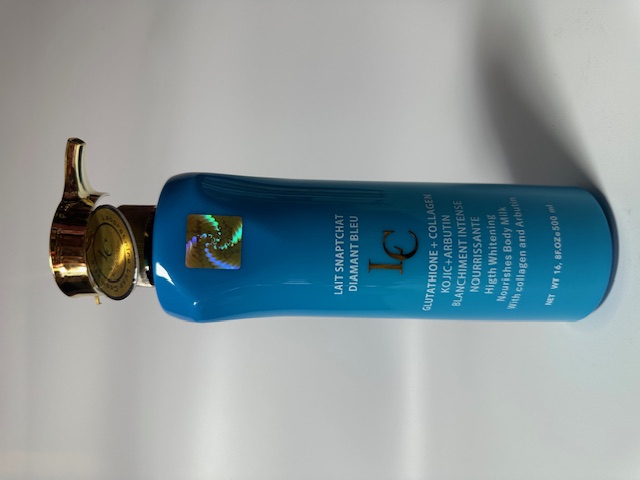 LC
LAIT SNAPTCHAT
DIAMANT BLEU
LC
GLUTATHIONE + COLLAGEN
KOJIC+ARBUTIN
BLANCHIMENT INTENSE
NOURRISSANTE
Higth Whitening
Nourishes Body Milk
With collagen and Arbutin
NET WT 16, 8F.OZe500 ml